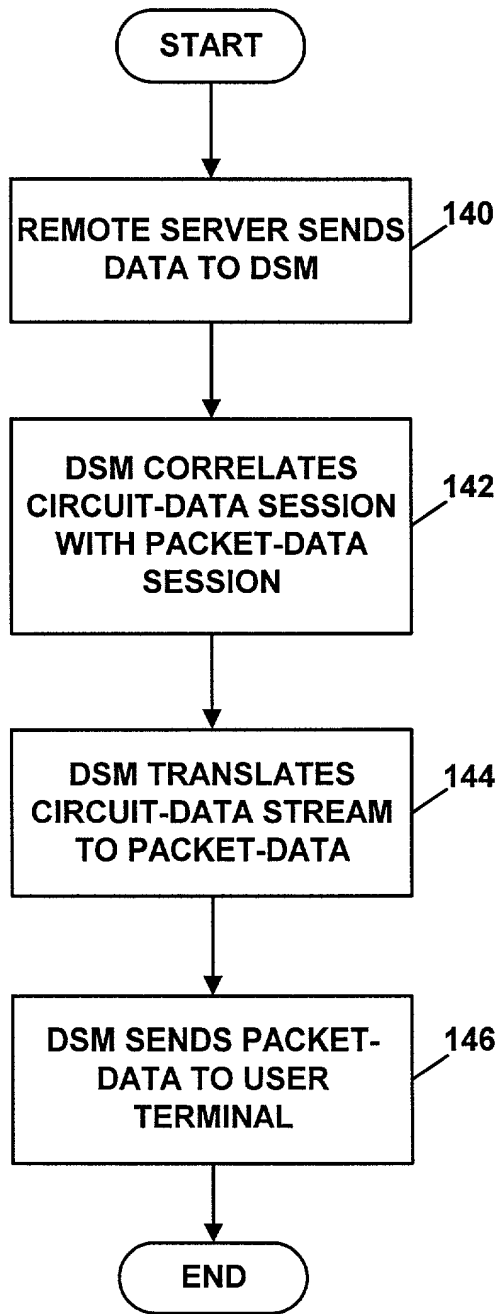 START
REMOTE SERVER SENDS
DATA TO DSM
140
DSM CORRELATES
CIRCUIT-DATA SESSION
WITH PACKET-DATA
SESSION
142
DSM TRANSLATES
CIRCUIT-DATA STREAM
TO PACKET-DATA
144
DSM SENDS PACKET-
DATA TO USER
TERMINAL
146
END